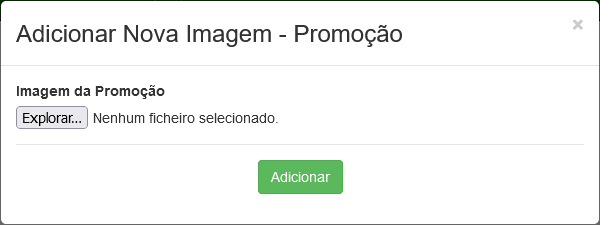 Adicionar Nova Imagem - Promoção
×
Imagem da Promoção
Explorar... Nenhum ficheiro selecionado.
Adicionar